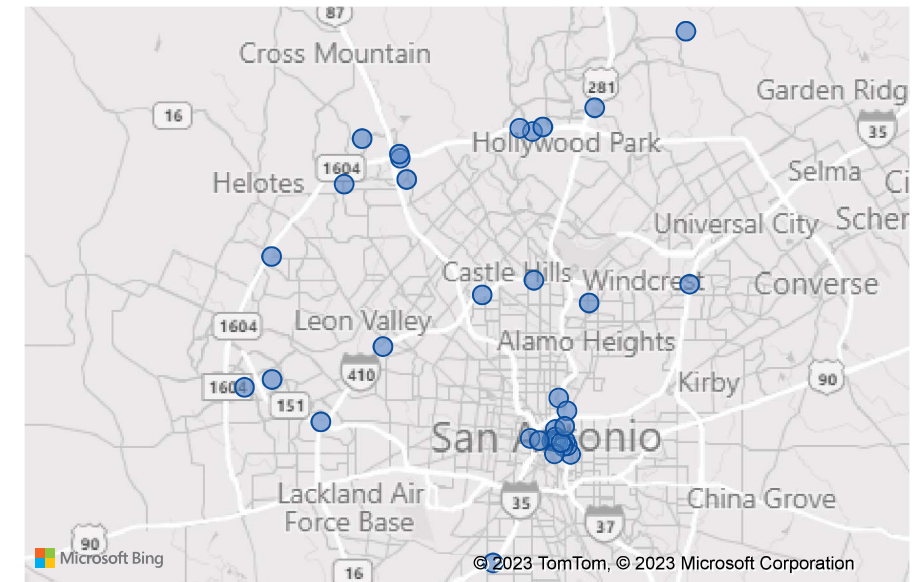 87
Cross Mountain
281
Garden Ridg
16
35
Hollywood Park
1604
Selma
Helotes
Ci
Universal City
Scher
Castle Hills
Windcrest
Converse
1604
Leon Valley
Alamo Heights
410
1604
Kirby
90
151
San Antonio
Lackland Air
Force Base
35
China Grove
37
90
Microsoft Bing
16
© 2023 TomTom, © 2023 Microsoft Corporation